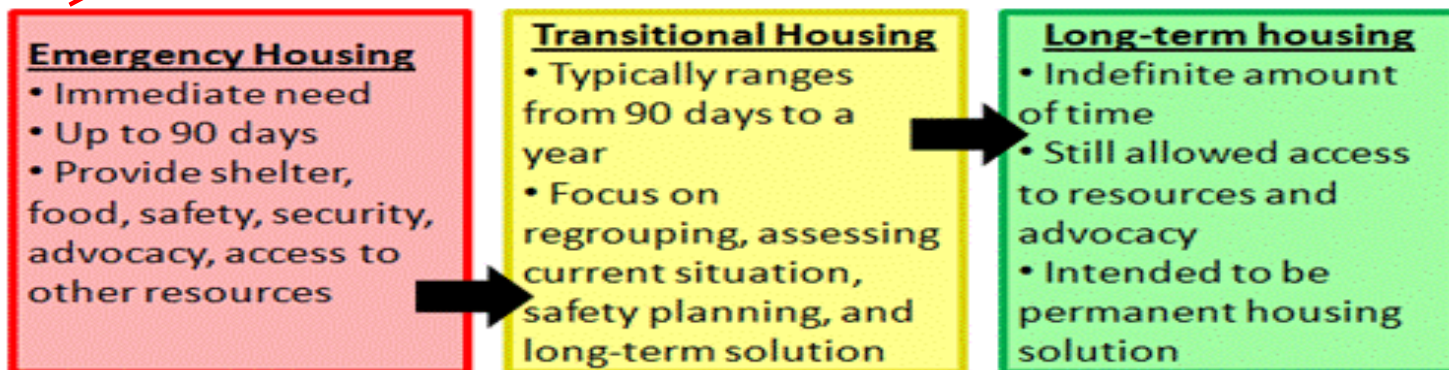 Emergency Housing
• Immediate need
• Up to 90 days
• Provide shelter,
food, safety, security,
advocacy, access to
other resources
Transitional Housing
• Typically ranges
from 90 days to a
year
• Focus on
regrouping, assessing
current situation,
safety planning, and
long-term solution
Long-term housing
• Indefinite amount
of time
• Still allowed access
to resources and
advocacy
• Intended to be
permanent housing
solution